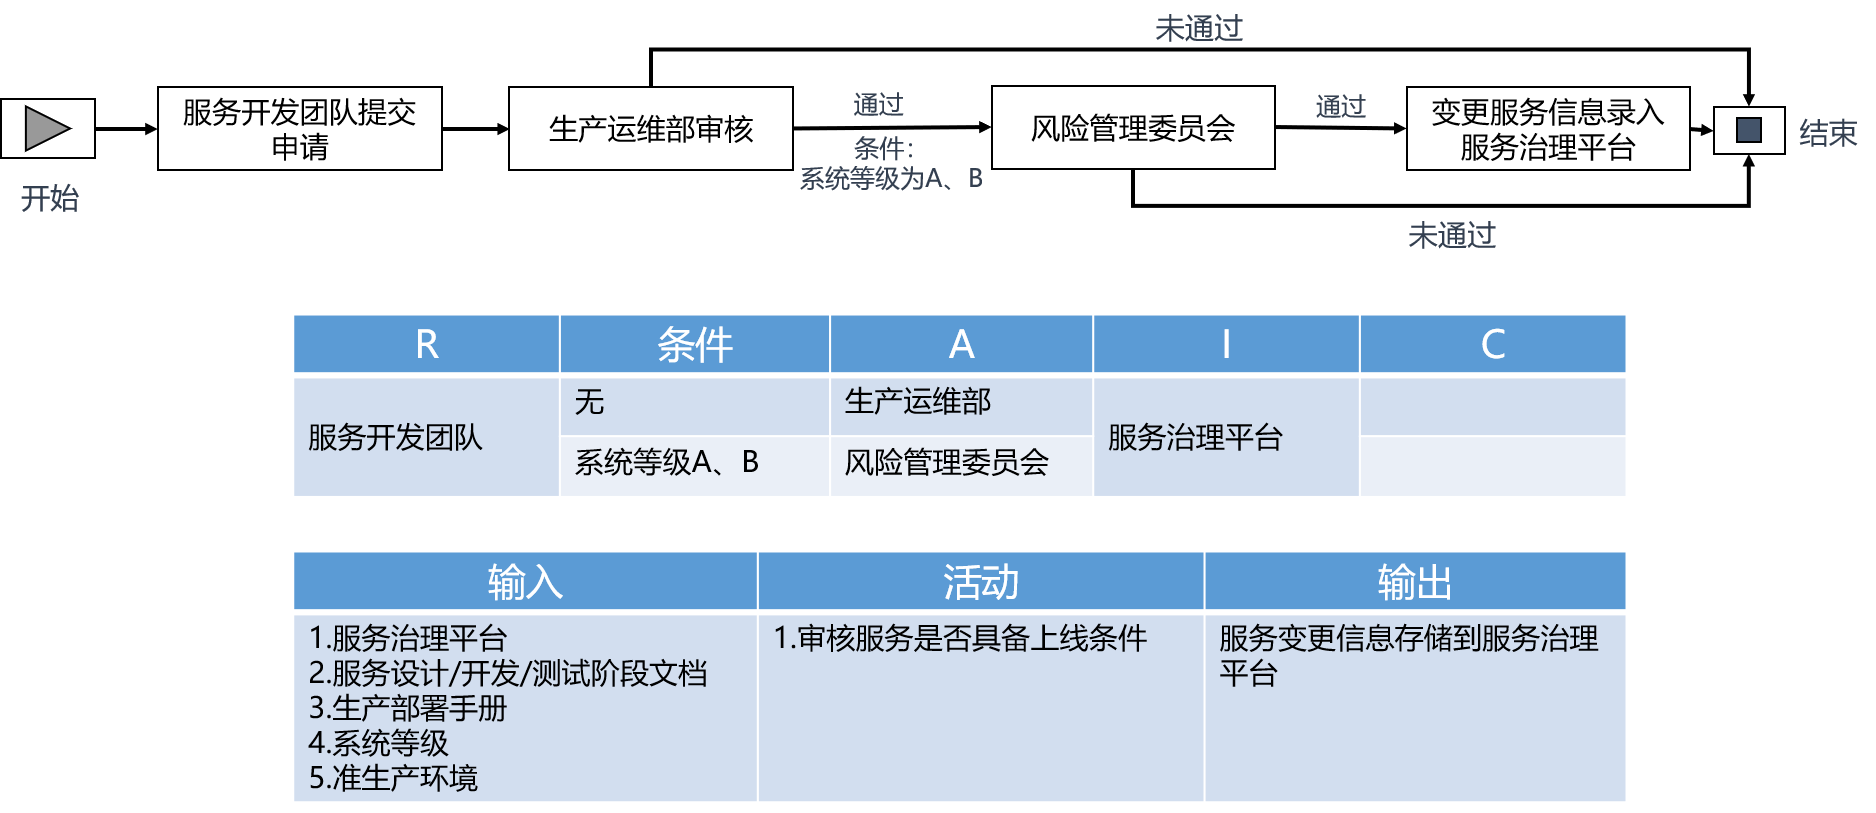 未通过
服务开发团队提交
申请
生产运维部审核
通过
条件：
系统等级为A、B
风险管理委员会
通过
变更服务信息录入
服务治理平台
结束
开始
未通过
R 条件 A I C
服务开发团队 无 生产运维部 服务治理平台
系统等级A、B 风险管理委员会
输入 活动 输出
1.服务治理平台
2.服务设计/开发/测试阶段文档
3.生产部署手册
4.系统等级
5.准生产环境
1.审核服务是否具备上线条件
服务变更信息存储到服务治理
平台